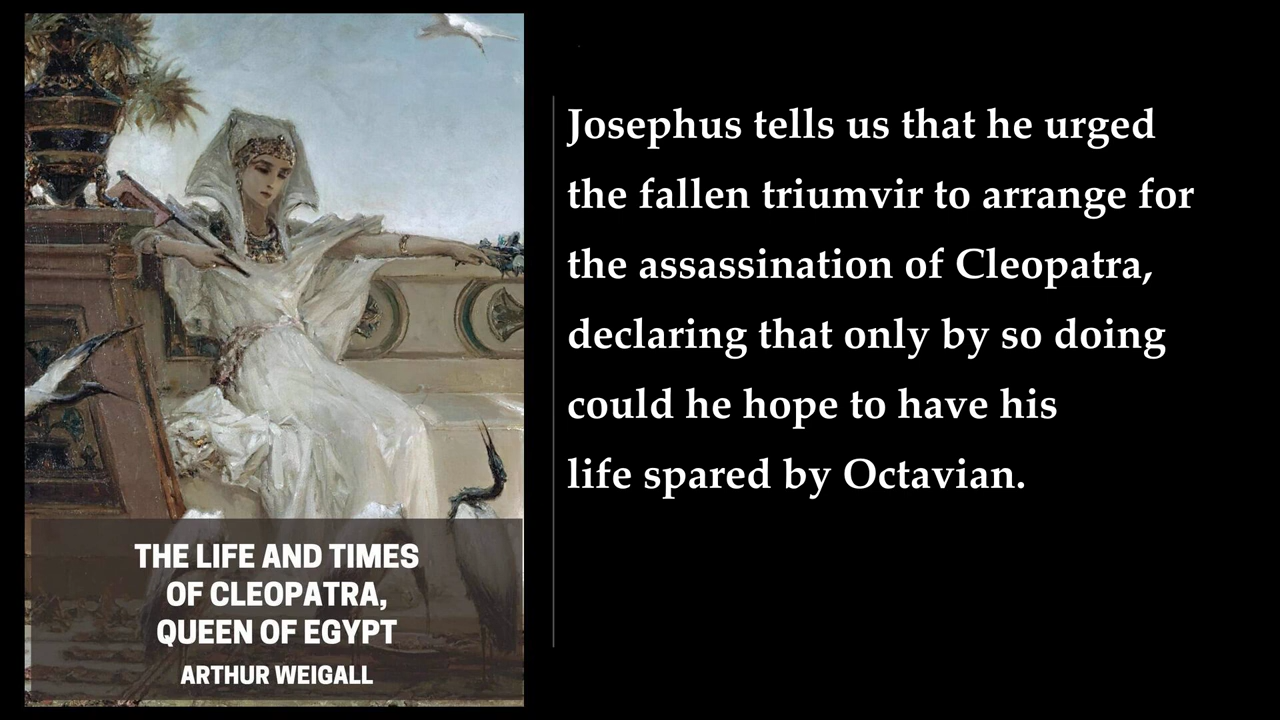 Josephus tells us that he urged
the fallen triumvir to arrange for
the assassination of Cleopatra,
declaring that only by so doing
could he hope to have his
life spared by Octavian.
THE LIFE AND TIMES
OF CLEOPATRA,
QUEEN OF EGYPT
ARTHUR WEIGALL